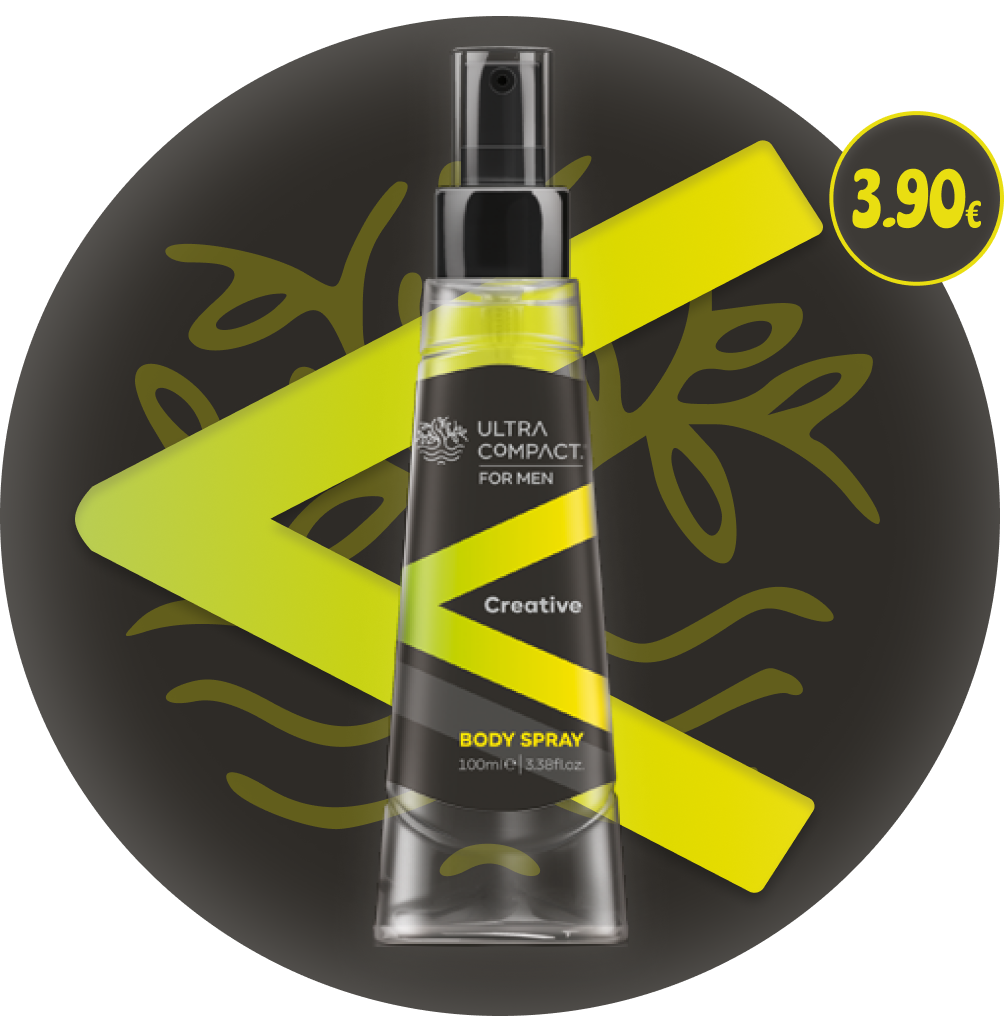 3.90€
ULTRA
COMPACT.
FOR MEN
Creative
BODY SPRAY
100ml℮|3.38fl.oz.